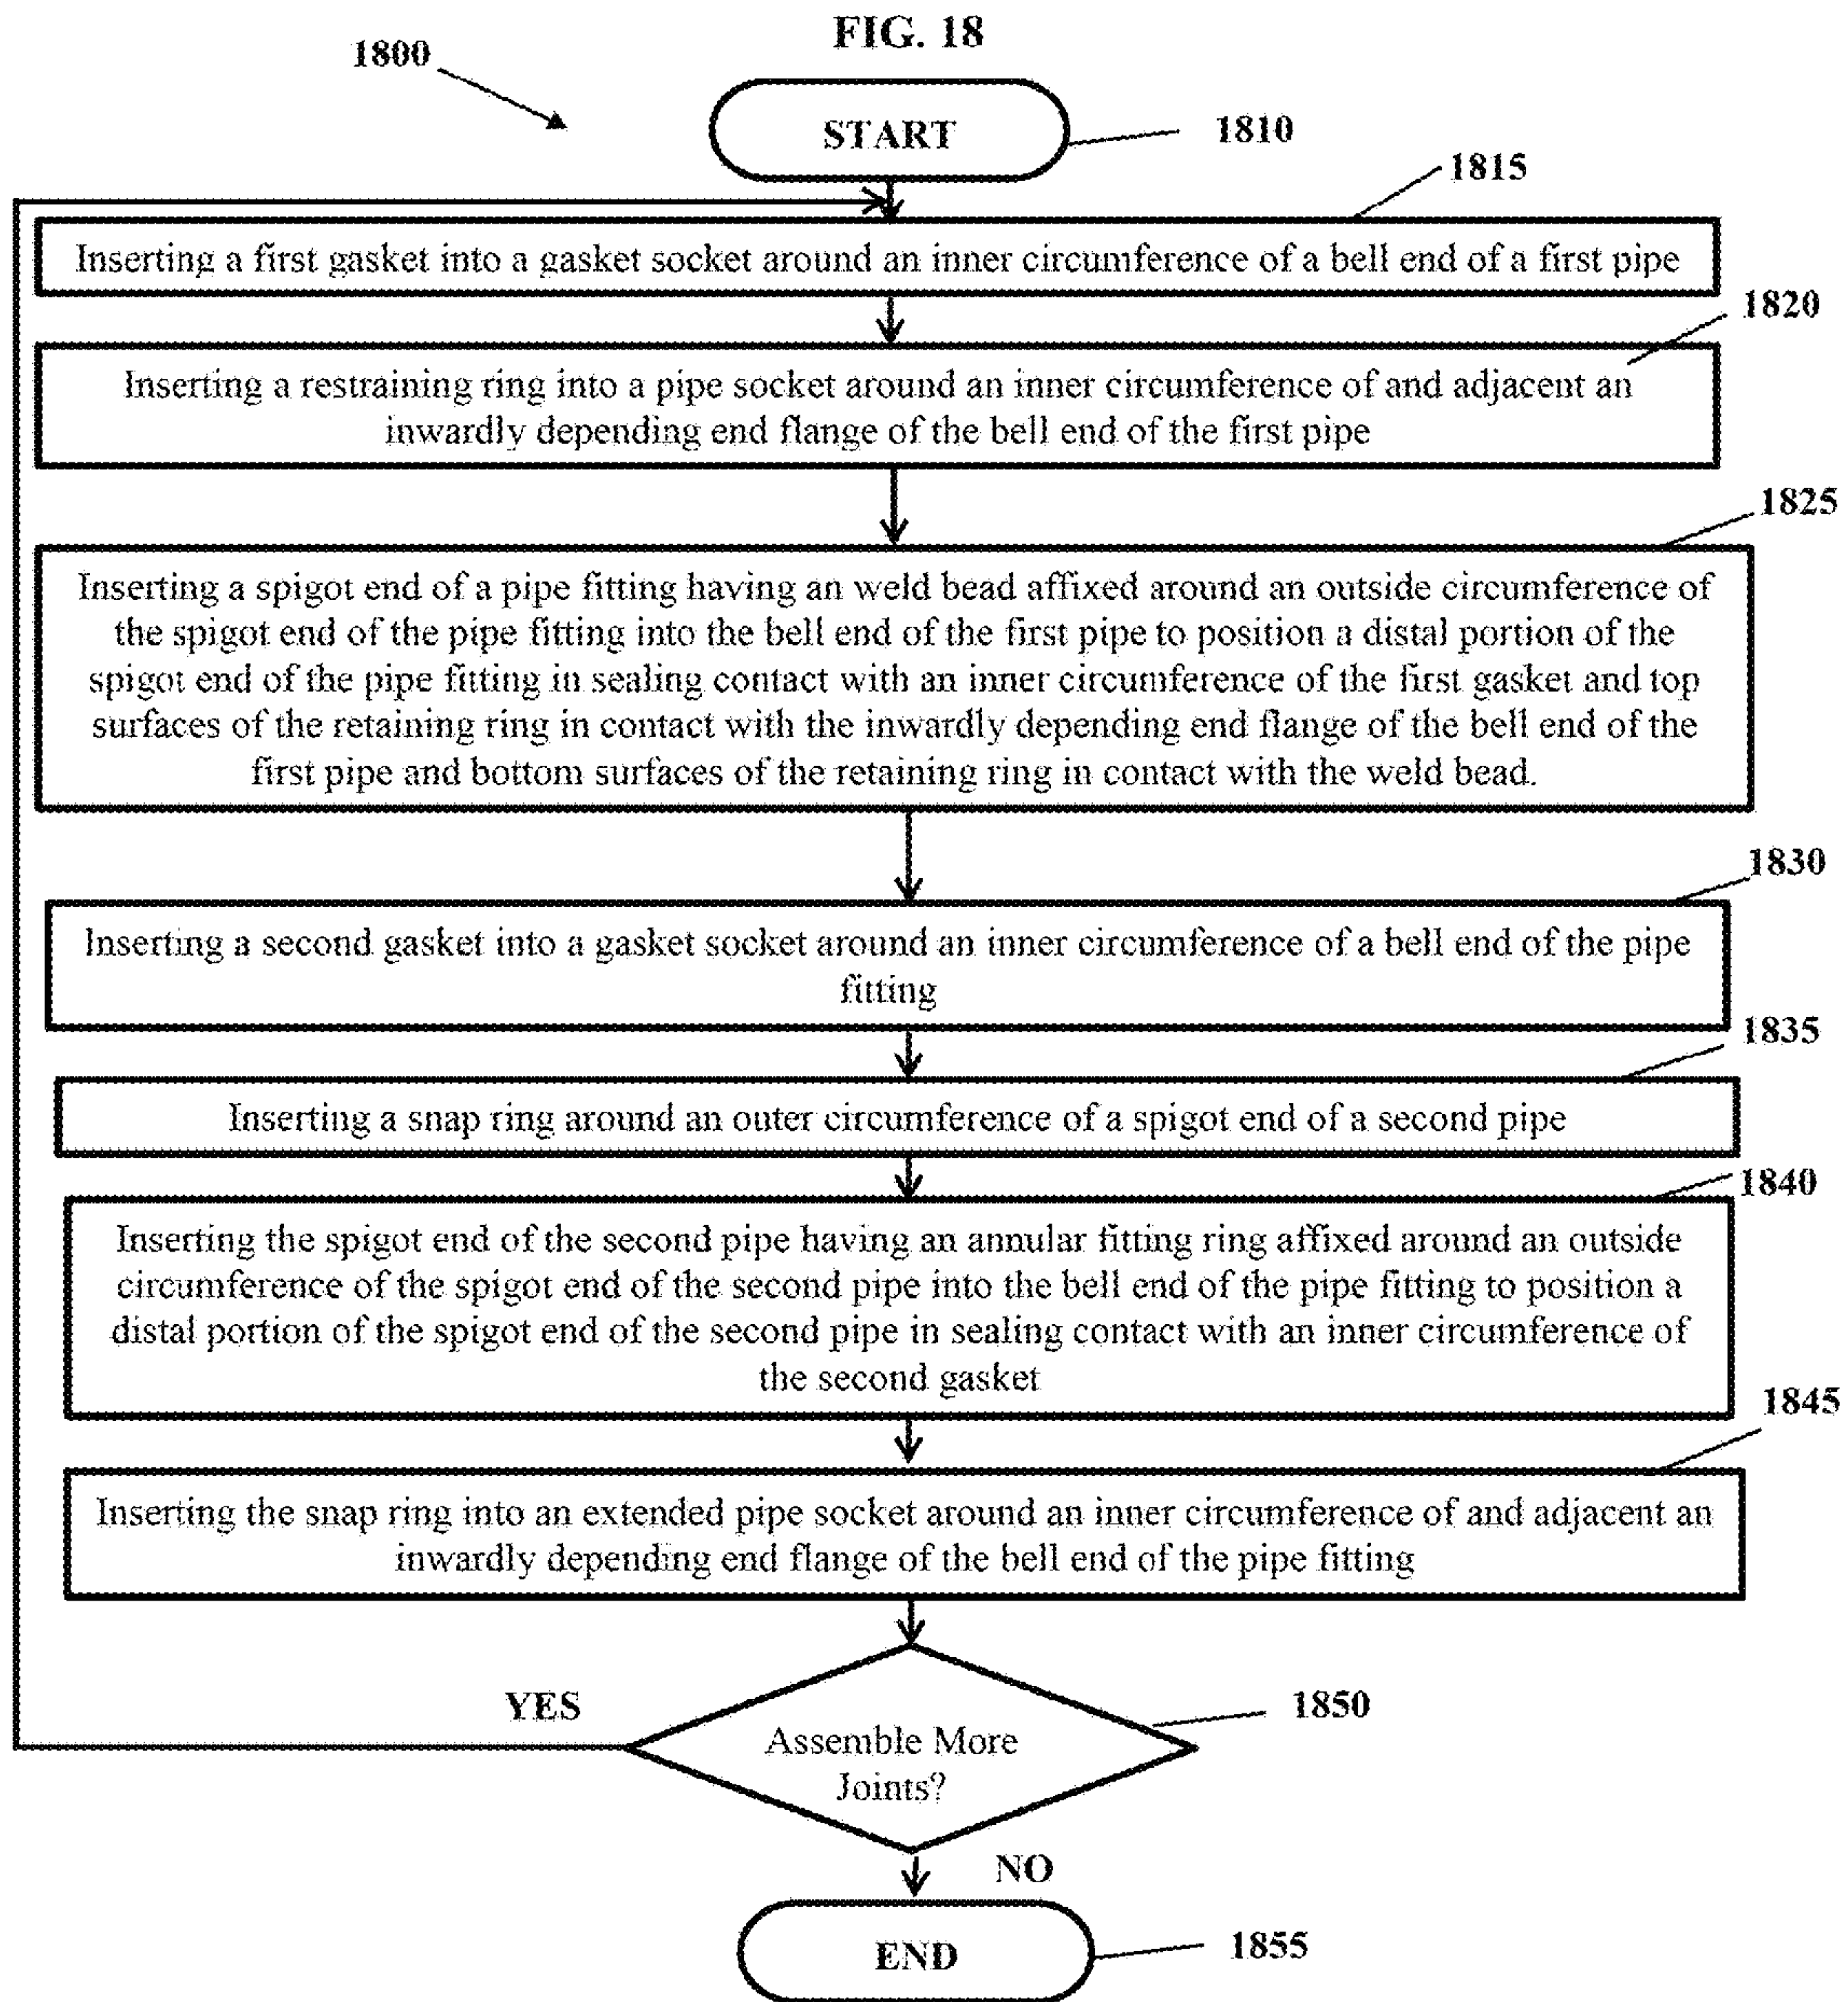 FIG. 18
1800
START
1810
1815
Inserting a first gasket into a gasket socket around an inner circumference of a bell end of a first pipe
1820
Inserting a restraining ring into a pipe socket around an inner circumference of and adjacent an
inwardly depending end flange of the bell end of the first pipe
1825
Inserting a spigot end of a pipe fitting having an weld bead affixed around an outside circumference of
the spigot end of the pipe fitting into the bell end of the first pipe to position a distal portion of the
spigot end of the pipe fitting in sealing contact with an inner circumference of the first gasket and top
surfaces of the retaining ring in contact with the inwardly depending end flange of the bell end of the
first pipe and bottom surfaces of the retaining ring in contact with the weld bead.
1830
Inserting a second gasket into a gasket socket around an inner circumference of a bell end of the pipe
fitting
1835
Inserting a snap ring around an outer circumference of a spigot end of a second pipe
1840
Inserting the spigot end of the second pipe having an annular fitting ring affixed around an outside
circumference of the spigot end of the second pipe into the bell end of the pipe fitting to position a
distal portion of the spigot end of the second pipe in sealing contact with an inner circumference of
the second gasket
1845
Inserting the snap ring into an extended pipe socket around an inner circumference of and adjacent an
inwardly depending end flange of the bell end of the pipe fitting
YES
1850
Assemble More
Joints?
NO
END
1855